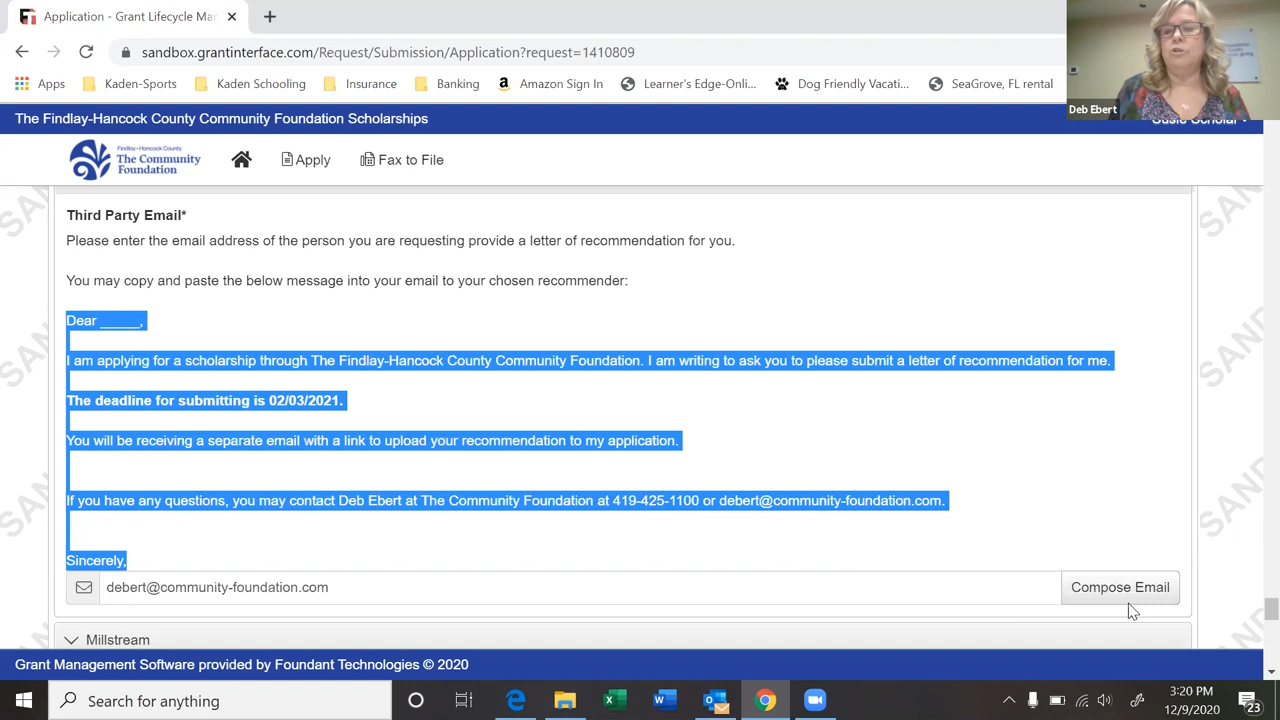 Application - Grant Lifecycle Mar
sandbox.grantinterface.com/Request/Submission/Application?request=1410809
Apps Kaden-Sports Kaden Schooling Insurance Banking Amazon Sign In Learner's Edge-Onli... Dog Friendly Vacati... SeaGrove, FL rental
Deb Ebert
The Findlay-Hancock County Community Foundation Scholarships
Susie Scholar
Findlay-Hancock County
The Community
Foundation
Apply Fax to File
Third Party Email*
Please enter the email address of the person you are requesting provide a letter of recommendation for you.
You may copy and paste the below message into your email to your chosen recommender:
Dear _____,
I am applying for a scholarship through The Findlay-Hancock County Community Foundation. I am writing to ask you to please submit a letter of recommendation for me.
The deadline for submitting is 02/03/2021.
You will be receiving a separate email with a link to upload your recommendation to my application.
If you have any questions, you may contact Deb Ebert at The Community Foundation at 419-425-1100 or debert@community-foundation.com.
Sincerely,
debert@community-foundation.com Compose Email
Millstream
Grant Management Software provided by Foundant Technologies © 2020
Search for anything
3:20 PM
12/9/2020
23